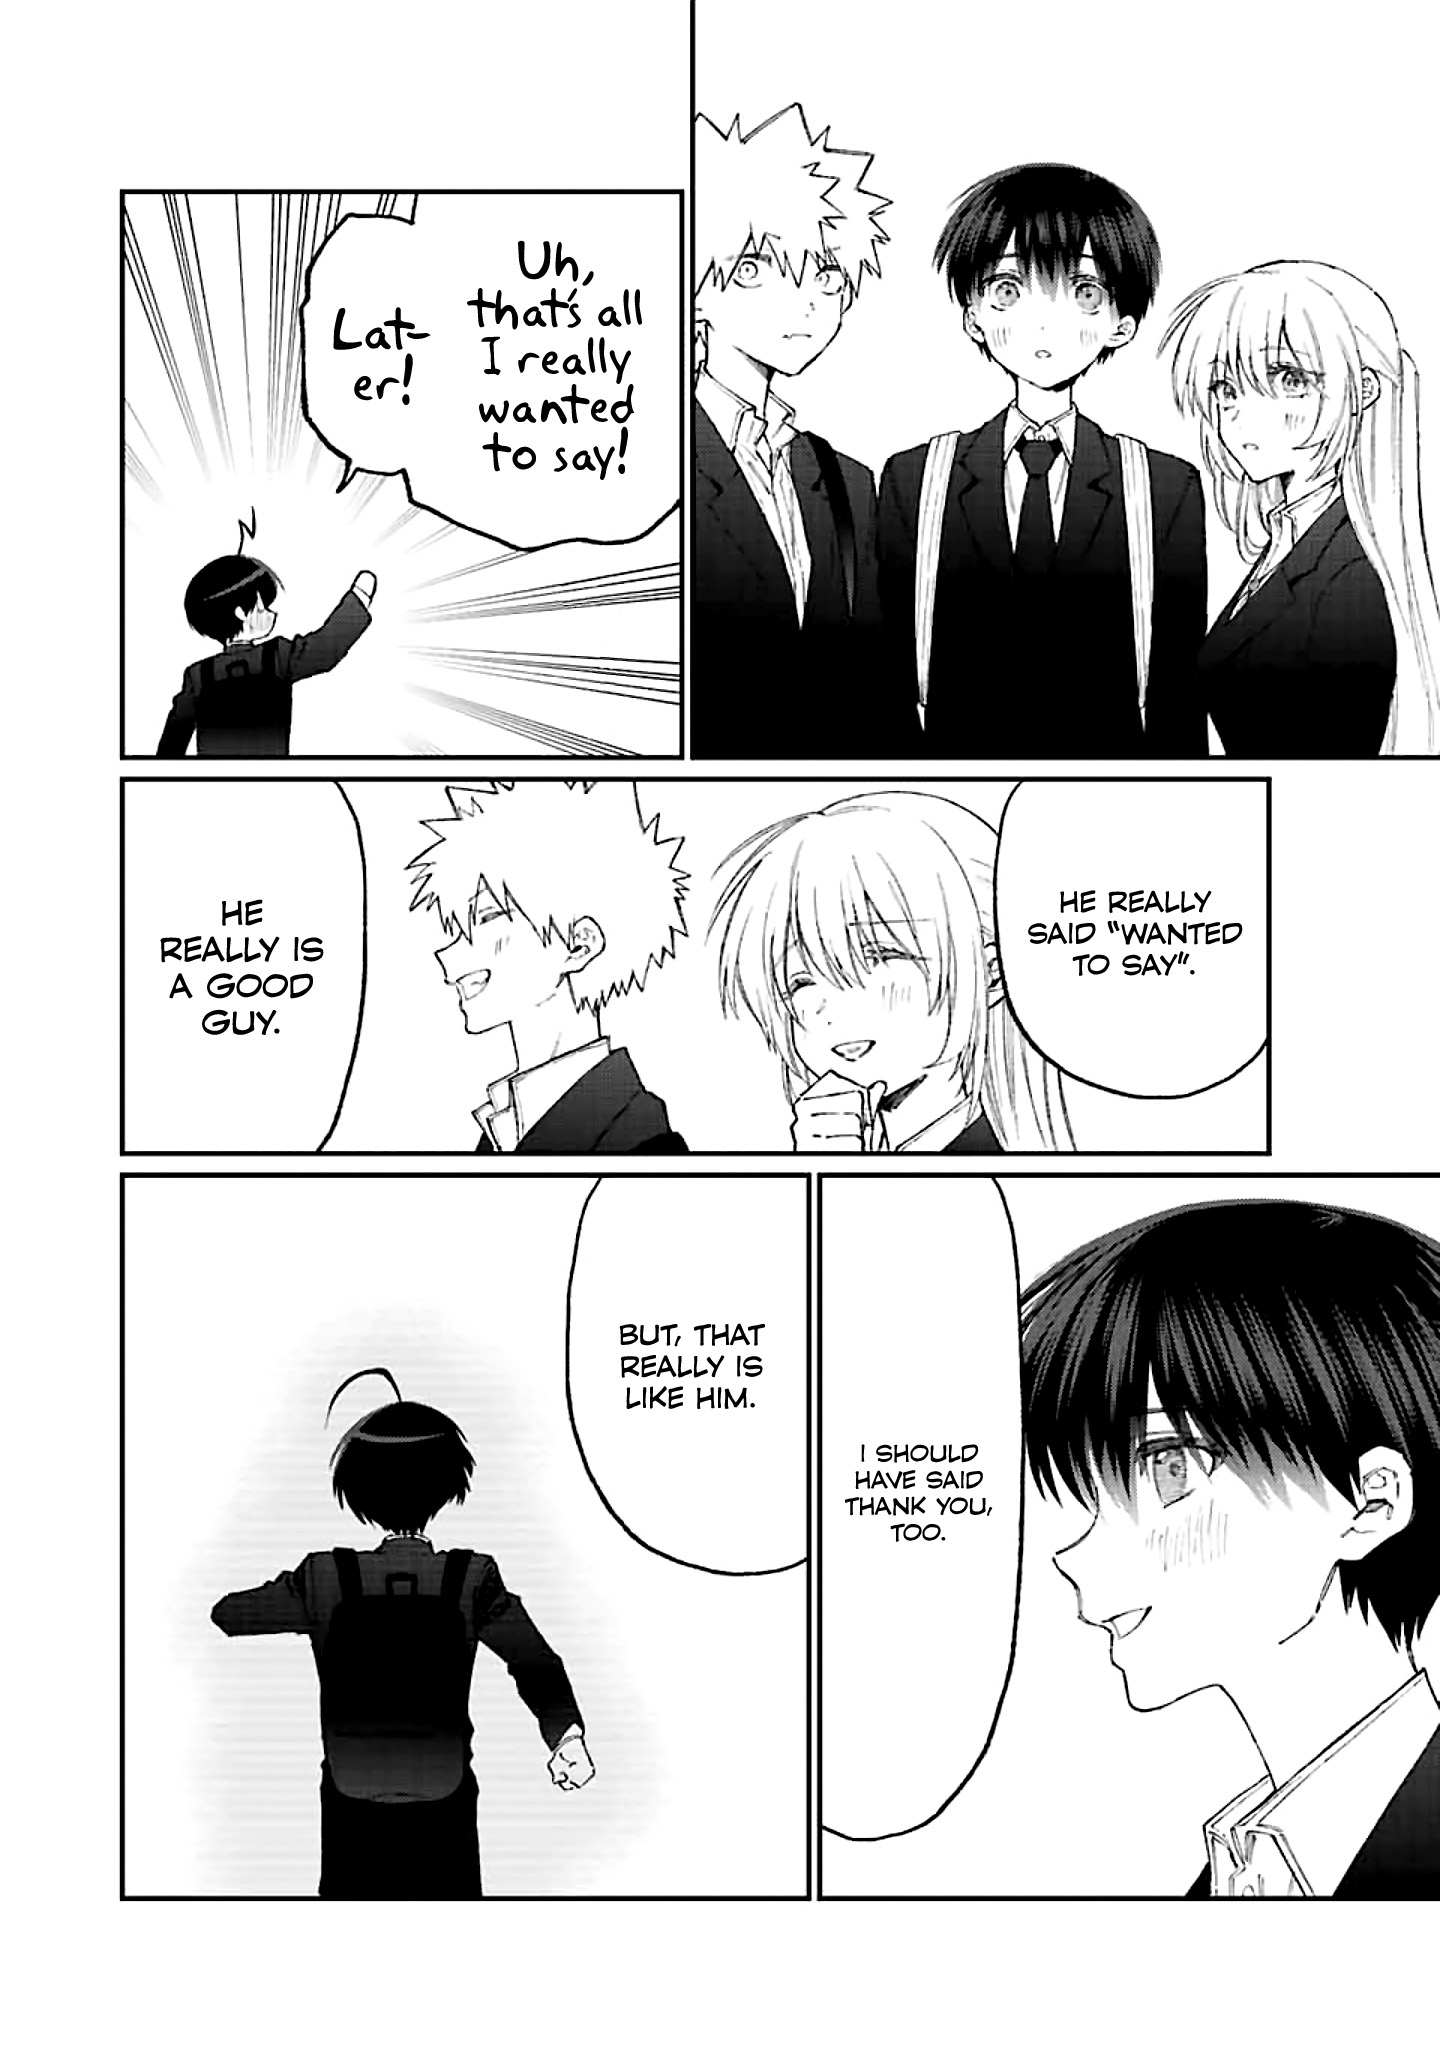 Uh,
that's all
I really
wanted
to say!
Lat-
er!
HE REALLY
SAID "WANTED
TO SAY".
HE
REALLY IS
A GOOD
GUY.
I SHOULD
HAVE SAID
THANK YOU,
TOO.
BUT, THAT
REALLY IS
LIKE HIM.